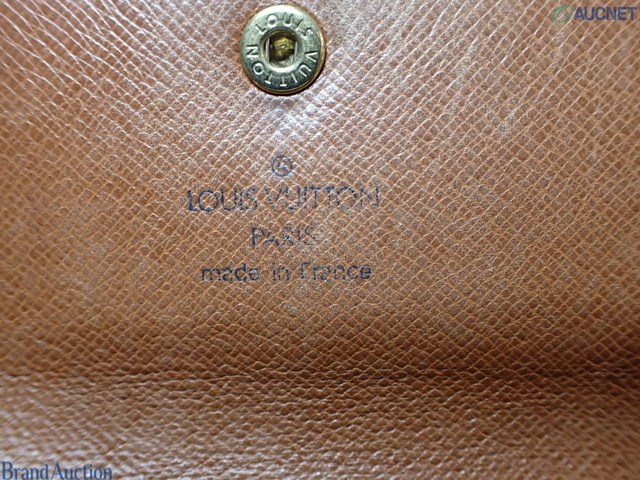 AUCNET
LOUIS VUITTON
LOUIS VUITTON
PARIS
made in France
Brand Auction